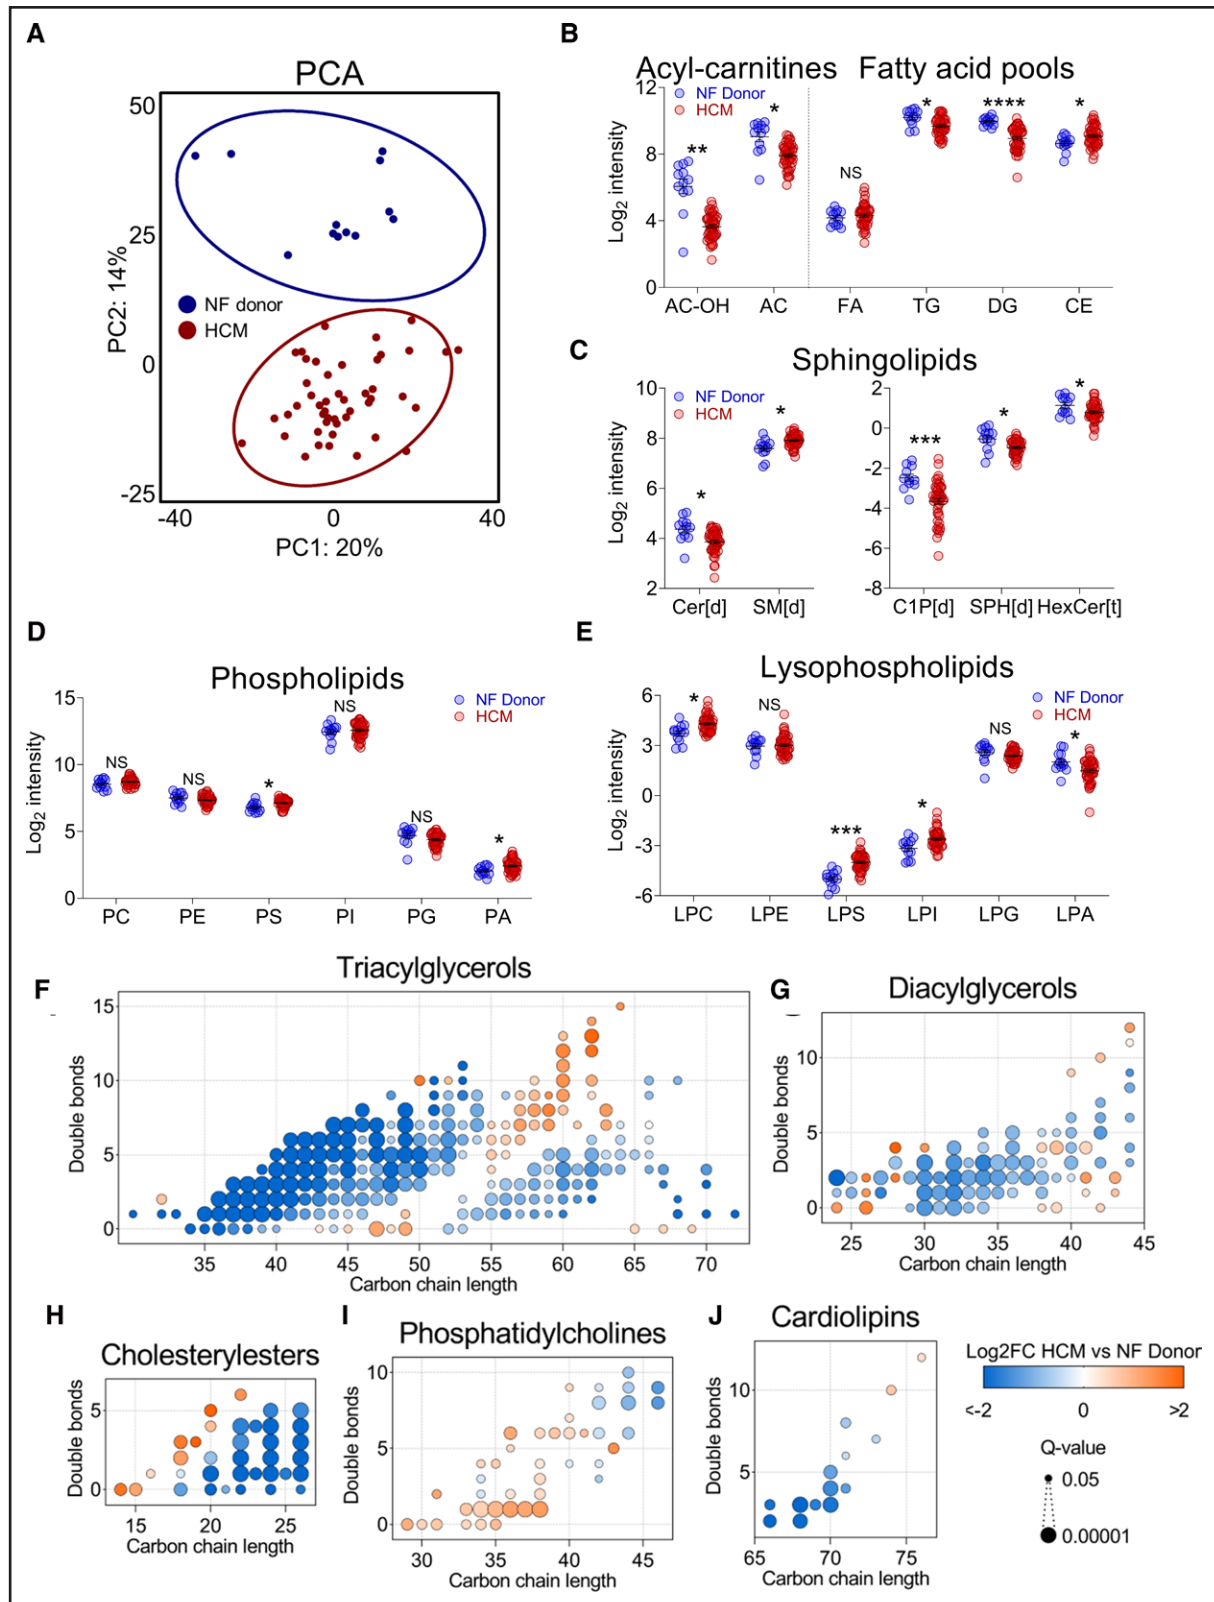 A
PCA
50
25
0
-25
-40
0
40
PC2: 14%
PC1: 20%
NF donor
HCM
B
Acyl-carnitines
Fatty acid pools
NF Donor
HCM
12
8
4
0
Log2 intensity
**
*
NS
*
****
*
AC-OH
AC
FA
TG
DG
CE
C
Sphingolipids
NF Donor
HCM
10
8
6
4
2
Log2 intensity
*
*
Cer[d]
SM[d]
2
0
-2
-4
-6
-8
***
*
*
C1P[d]
SPH[d]
HexCer[t]
D
Phospholipids
NF Donor
HCM
15
10
5
0
Log2 intensity
NS
NS
*
NS
NS
*
PC
PE
PS
PI
PG
PA
E
Lysophospholipids
NF Donor
HCM
6
3
0
-3
-6
Log2 intensity
*
NS
***
*
NS
*
LPC
LPE
LPS
LPI
LPG
LPA
F
Triacylglycerols
15
10
5
0
Double bonds
35
40
45
50
55
60
65
70
Carbon chain length
G
Diacylglycerols
10
5
0
Double bonds
25
30
35
40
45
Carbon chain length
H
Cholesterylesters
5
0
Double bonds
15
20
25
Carbon chain length
I
Phosphatidylcholines
10
5
0
Double bonds
30
35
40
45
Carbon chain length
J
Cardiolipins
10
5
Double bonds
65
70
75
Carbon chain length
Log2FC HCM vs NF Donor
<-2
0
>2
Q-value
0.05
0.00001